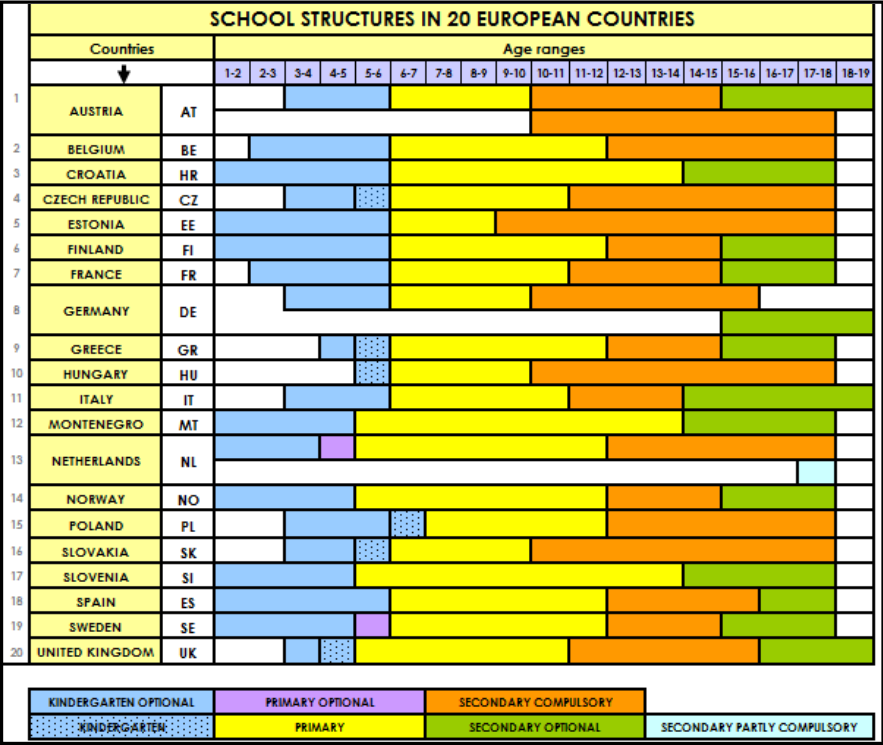 SCHOOL STRUCTURES IN 20 EUROPEAN COUNTRIES
Countries Age ranges
1-2 2-3 3-4 4-5 5-6 6-7 7-8 8-9 9-10 10-11 11-12 12-13 13-14 14-15 15-16 16-17 17-18 18-19
1 AUSTRIA AT
2 BELGIUM BE
3 CROATIA HR
4 CZECH REPUBLIC CZ
5 ESTONIA EE
6 FINLAND FI
7 FRANCE FR
8 GERMANY DE
9 GREECE GR
10 HUNGARY HU
11 ITALY IT
12 MONTENEGRO MT
13 NETHERLANDS NL
14 NORWAY NO
15 POLAND PL
16 SLOVAKIA SK
17 SLOVENIA SI
18 SPAIN ES
19 SWEDEN SE
20 UNITED KINGDOM UK
KINDERGARTEN OPTIONAL PRIMARY OPTIONAL SECONDARY COMPULSORY
KINDERGARTEN PRIMARY SECONDARY OPTIONAL SECONDARY PARTLY COMPULSORY